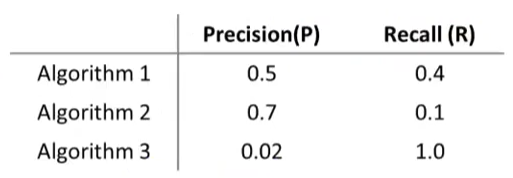 Precision(P) Recall (R)
Algorithm 1 0.5 0.4
Algorithm 2 0.7 0.1
Algorithm 3 0.02 1.0